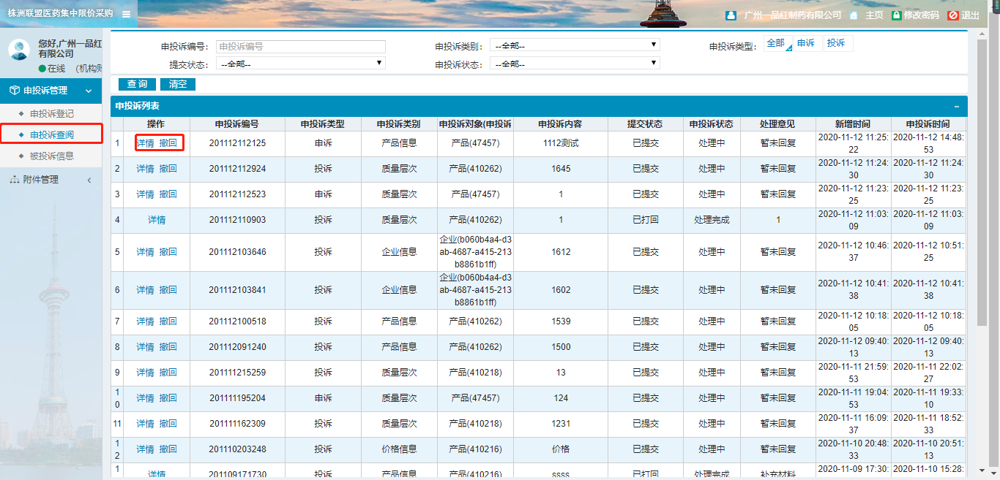 株洲联盟医药集中限价采购
广州一品红制药有限公司 主页 修改密码 退出
您好,广州一品红
有限公司
在线 (机构账
申投诉管理
申投诉登记
申投诉查阅
被投诉信息
附件管理
申投诉编号: 申投诉编号 申投诉类别: --全部-- 申投诉类型: 全部 申诉 投诉
提交状态: --全部-- 申投诉状态: --全部--
查 询 清空
申投诉列表
操作 申投诉编号 申投诉类型 申投诉类别 申投诉对象(申投诉 申投诉内容 提交状态 申投诉状态 处理意见 新增时间 申投诉时间
1 详情 撤回 201112112125 申诉 产品信息 产品(47457) 1112测试 已提交 处理中 暂未回复 2020-11-12 11:25:22 2020-11-12 14:48:53
2 详情 撤回 201112112924 投诉 质量层次 产品(410262) 1645 已提交 处理中 暂未回复 2020-11-12 11:24:30 2020-11-12 11:24:30
3 详情 撤回 201112112523 申诉 质量层次 产品(47457) 1 已提交 处理中 暂未回复 2020-11-12 11:23:25 2020-11-12 11:23:25
4 详情 201112110903 投诉 质量层次 产品(410262) 1 已打回 处理完成 1 2020-11-12 11:03:09 2020-11-12 11:03:09
5 详情 撤回 201112103646 投诉 企业信息 企业(b060b4a4-d3ab-4687-a415-213b8861b1ff) 1612 已提交 处理中 暂未回复 2020-11-12 10:46:37 2020-11-12 10:51:25
6 详情 撤回 201112103841 投诉 企业信息 企业(b060b4a4-d3ab-4687-a415-213b8861b1ff) 1602 已提交 处理中 暂未回复 2020-11-12 10:41:38 2020-11-12 10:41:38
7 详情 撤回 201112100518 投诉 产品信息 产品(410262) 1539 已提交 处理中 暂未回复 2020-11-12 10:18:05 2020-11-12 10:18:05
8 详情 撤回 201112091240 投诉 产品信息 产品(410262) 1500 已提交 处理中 暂未回复 2020-11-12 09:40:13 2020-11-12 09:40:13
9 详情 撤回 201111215259 投诉 质量层次 产品(410218) 13 已提交 处理中 暂未回复 2020-11-11 21:59:53 2020-11-11 22:02:27
10 详情 撤回 201111195204 申诉 质量层次 产品(47457) 124 已提交 处理中 暂未回复 2020-11-11 19:04:53 2020-11-11 19:33:10
11 详情 撤回 201111162309 投诉 质量层次 产品(410218) 1231 已提交 处理中 暂未回复 2020-11-11 16:09:37 2020-11-11 18:52:33
12 详情 撤回 201110203248 投诉 价格信息 产品(410216) 价格 已提交 处理中 暂未回复 2020-11-10 20:48:33 2020-11-10 20:51:13
1 详情 201109171730 投诉 产品信息 产品(410216) ssss 已打回 处理完成 补充材料 2020-11-09 17:30: 2020-11-10 15:28: